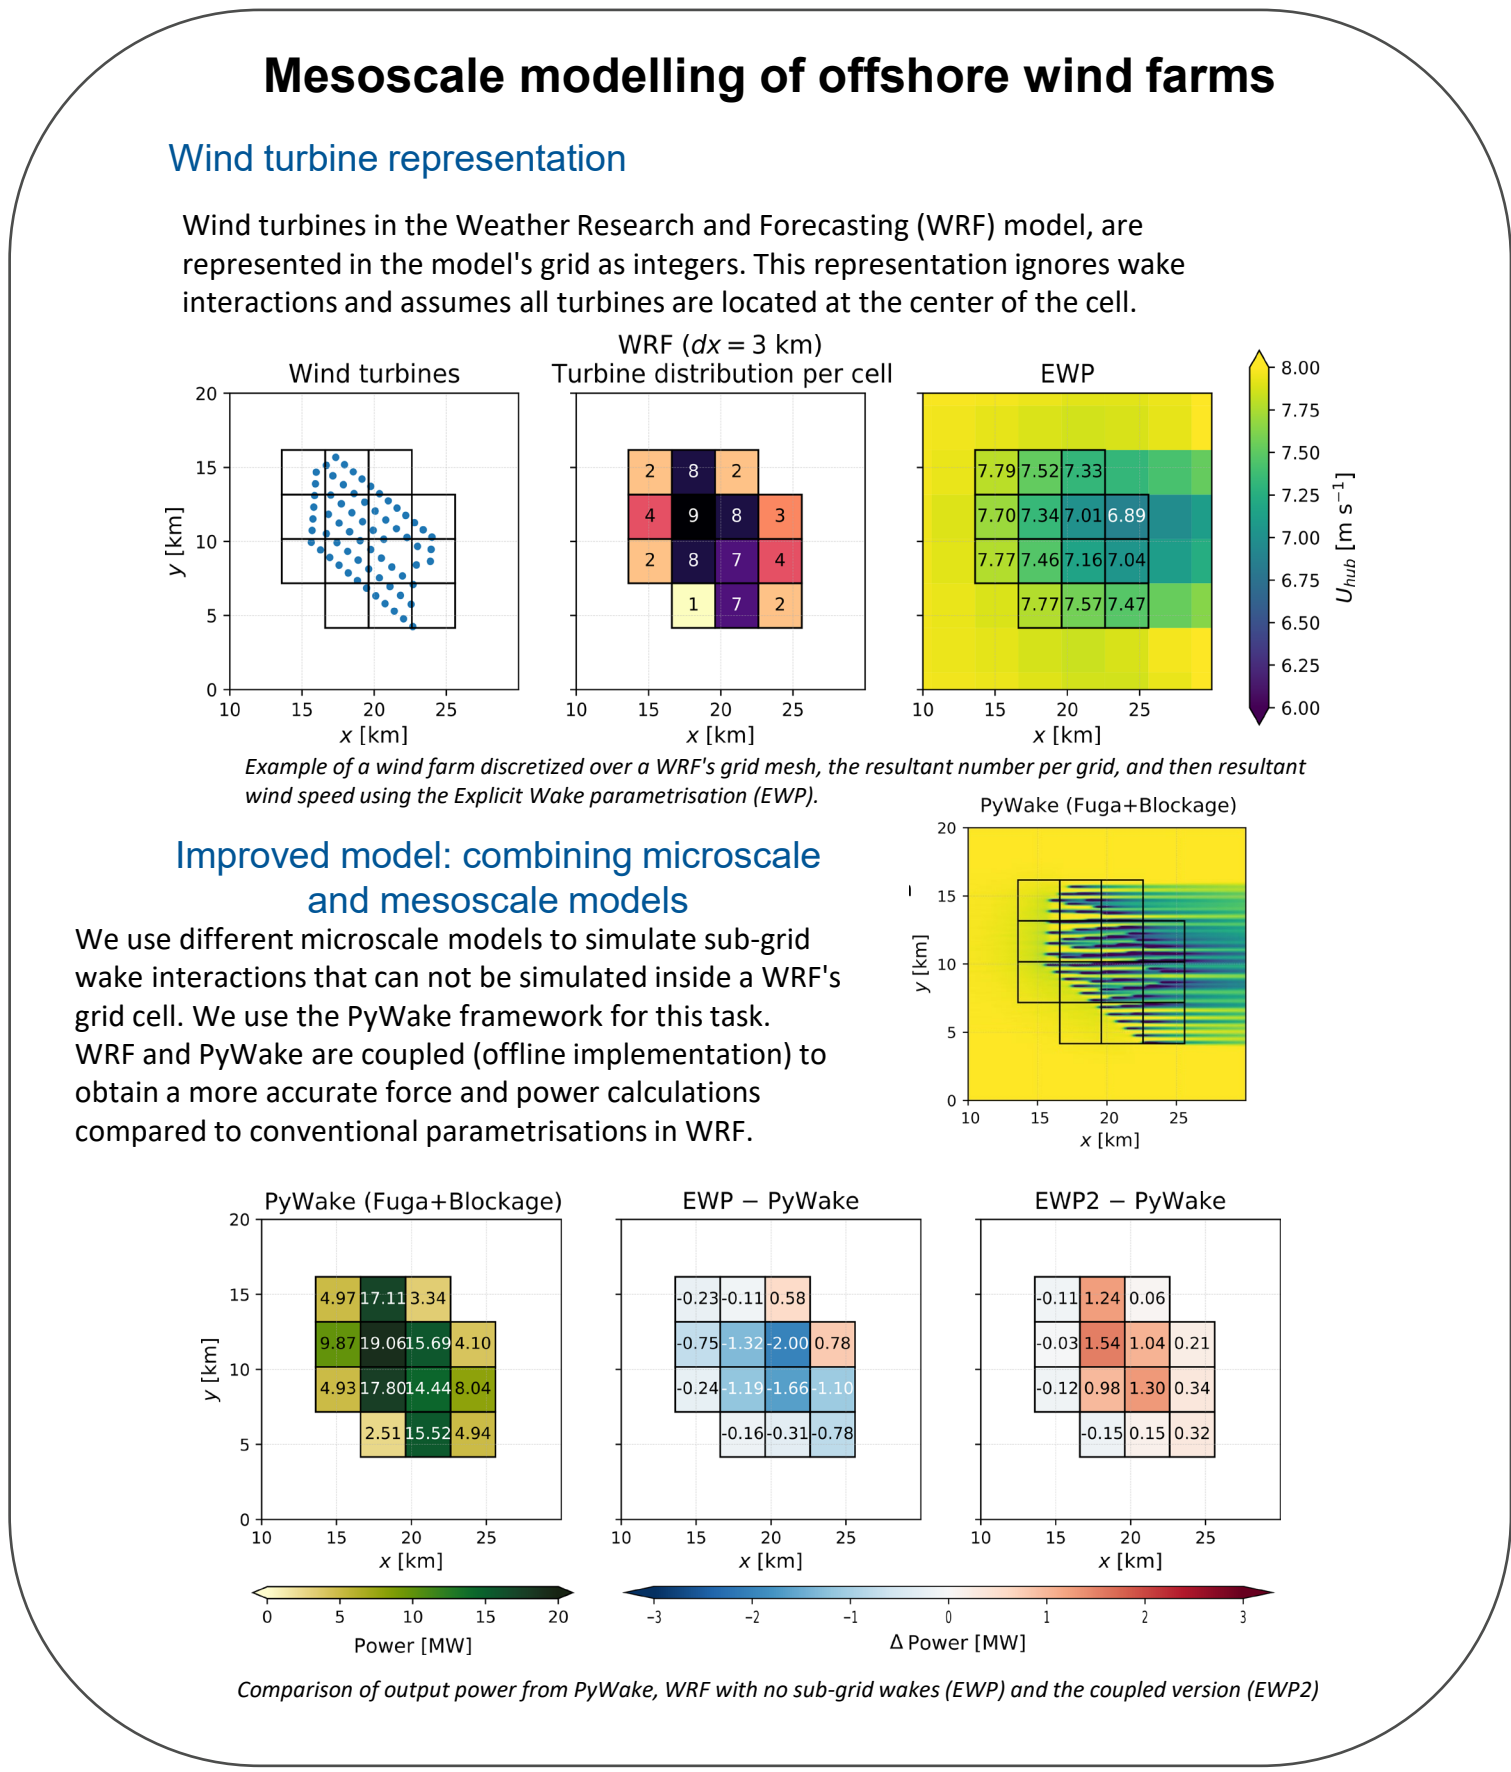 Mesoscale modelling of offshore wind farms
Wind turbine representation
Wind turbines in the Weather Research and Forecasting (WRF) model, are
represented in the model's grid as integers. This representation ignores wake
interactions and assumes all turbines are located at the center of the cell.
WRF (dx = 3 km)
Wind turbines
Turbine distribution per cell
EWP
20
15
10
5
0
y [km]
10 15 20 25
x [km]
2 8 2
4 9 8 3
2 8 7 4
1 7 2
10 15 20 25
x [km]
7.79 7.52 7.33
7.70 7.34 7.01 6.89
7.77 7.46 7.16 7.04
7.77 7.57 7.47
10 15 20 25
x [km]
8.00
7.75
7.50
7.25
7.00
6.75
6.50
6.25
6.00
U_hub [m s⁻¹]
Example of a wind farm discretized over a WRF's grid mesh, the resultant number per grid, and then resultant
wind speed using the Explicit Wake parametrisation (EWP).
PyWake (Fuga+Blockage)
20
15
10
5
0
y [km]
10 15 20 25
x [km]
Improved model: combining microscale
and mesoscale models
We use different microscale models to simulate sub-grid
wake interactions that can not be simulated inside a WRF's
grid cell. We use the PyWake framework for this task.
WRF and PyWake are coupled (offline implementation) to
obtain a more accurate force and power calculations
compared to conventional parametrisations in WRF.
PyWake (Fuga+Blockage)
20
15
10
5
0
y [km]
4.97 17.11 3.34
9.87 19.06 15.69 4.10
4.93 17.80 14.44 8.04
2.51 15.52 4.94
10 15 20 25
x [km]
EWP − PyWake
-0.23 -0.11 0.58
-0.75 -1.32 -2.00 0.78
-0.24 -1.19 -1.66 -1.10
-0.16 -0.31 -0.78
10 15 20 25
x [km]
EWP2 − PyWake
-0.11 1.24 0.06
-0.03 1.54 1.04 0.21
-0.12 0.98 1.30 0.34
-0.15 0.15 0.32
10 15 20 25
x [km]
0 5 10 15 20
Power [MW]
−3 −2 −1 0 1 2 3
Δ Power [MW]
Comparison of output power from PyWake, WRF with no sub-grid wakes (EWP) and the coupled version (EWP2)